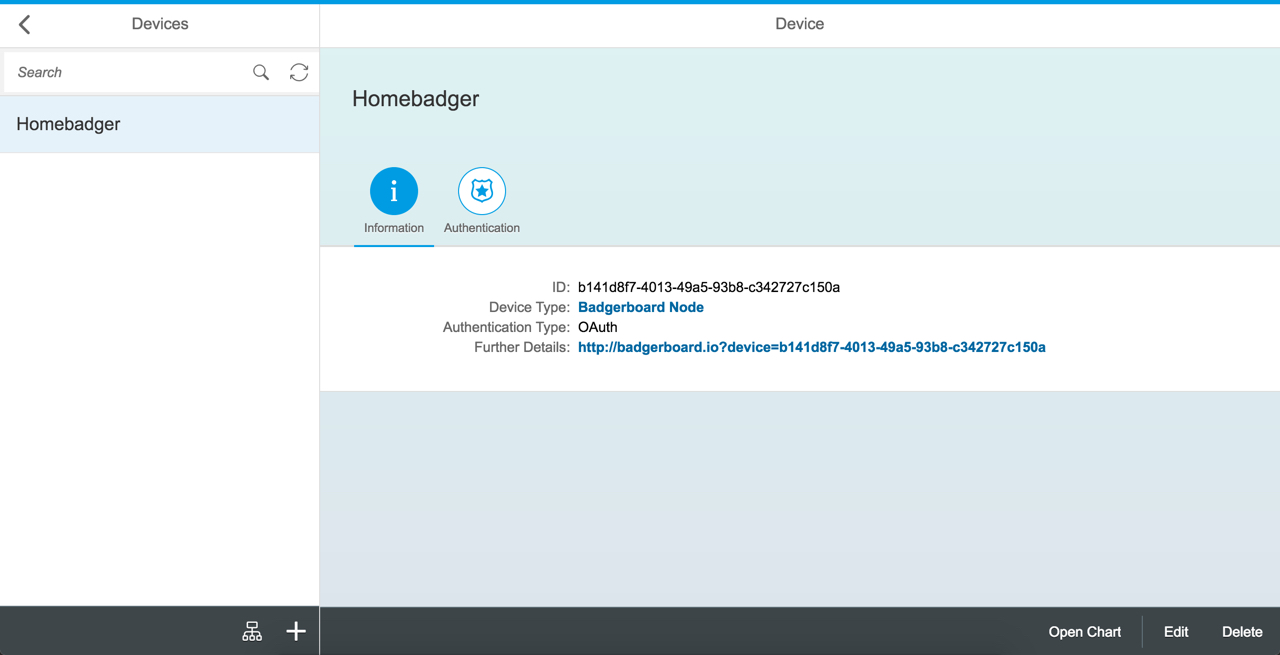 Devices
Device
Search
Homebadger
Homebadger
Information
Authentication
ID: b141d8f7-4013-49a5-93b8-c342727c150a
Device Type: Badgerboard Node
Authentication Type: OAuth
Further Details: http://badgerboard.io?device=b141d8f7-4013-49a5-93b8-c342727c150a
Open Chart
Edit
Delete